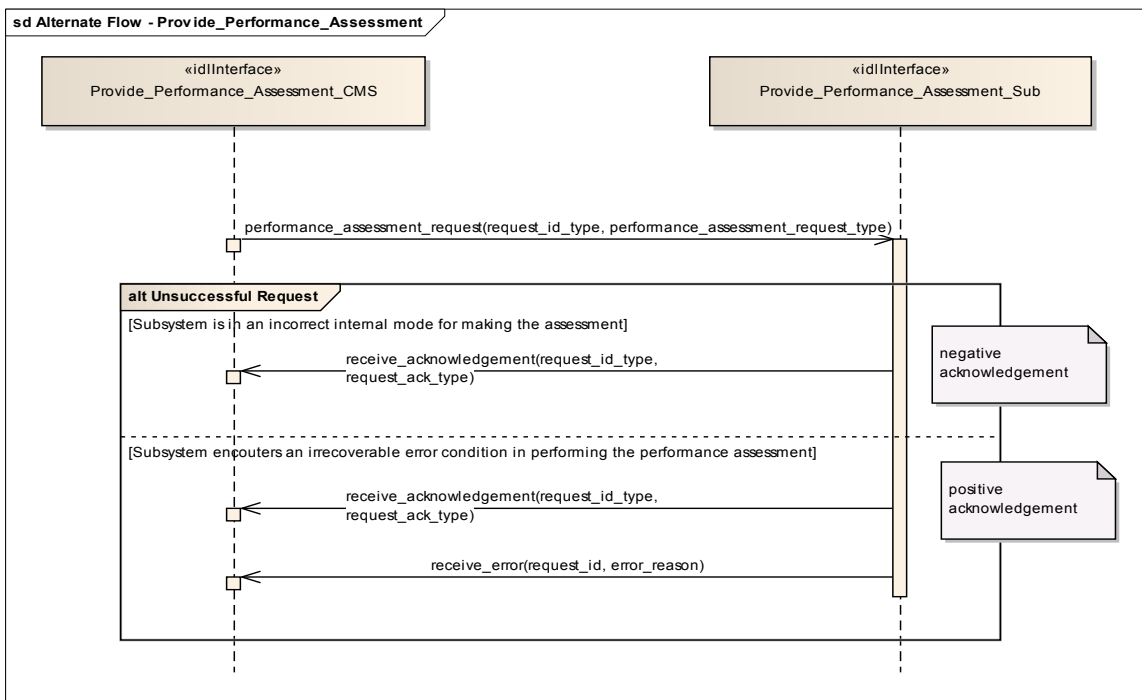 sd Alternate Flow - Provide_Performance_Assessment
«idlInterface»
Provide_Performance_Assessment_CMS
«idlInterface»
Provide_Performance_Assessment_Sub
performance_assessment_request(request_id_type, performance_assessment_request_type)
alt Unsuccessful Request
[Subsystem is in an incorrect internal mode for making the assessment]
receive_acknowledgement(request_id_type,
request_ack_type)
negative
acknowledgement
[Subsystem encouters an irrecoverable error condition in performing the performance assessment]
receive_acknowledgement(request_id_type,
request_ack_type)
positive
acknowledgement
receive_error(request_id, error_reason)